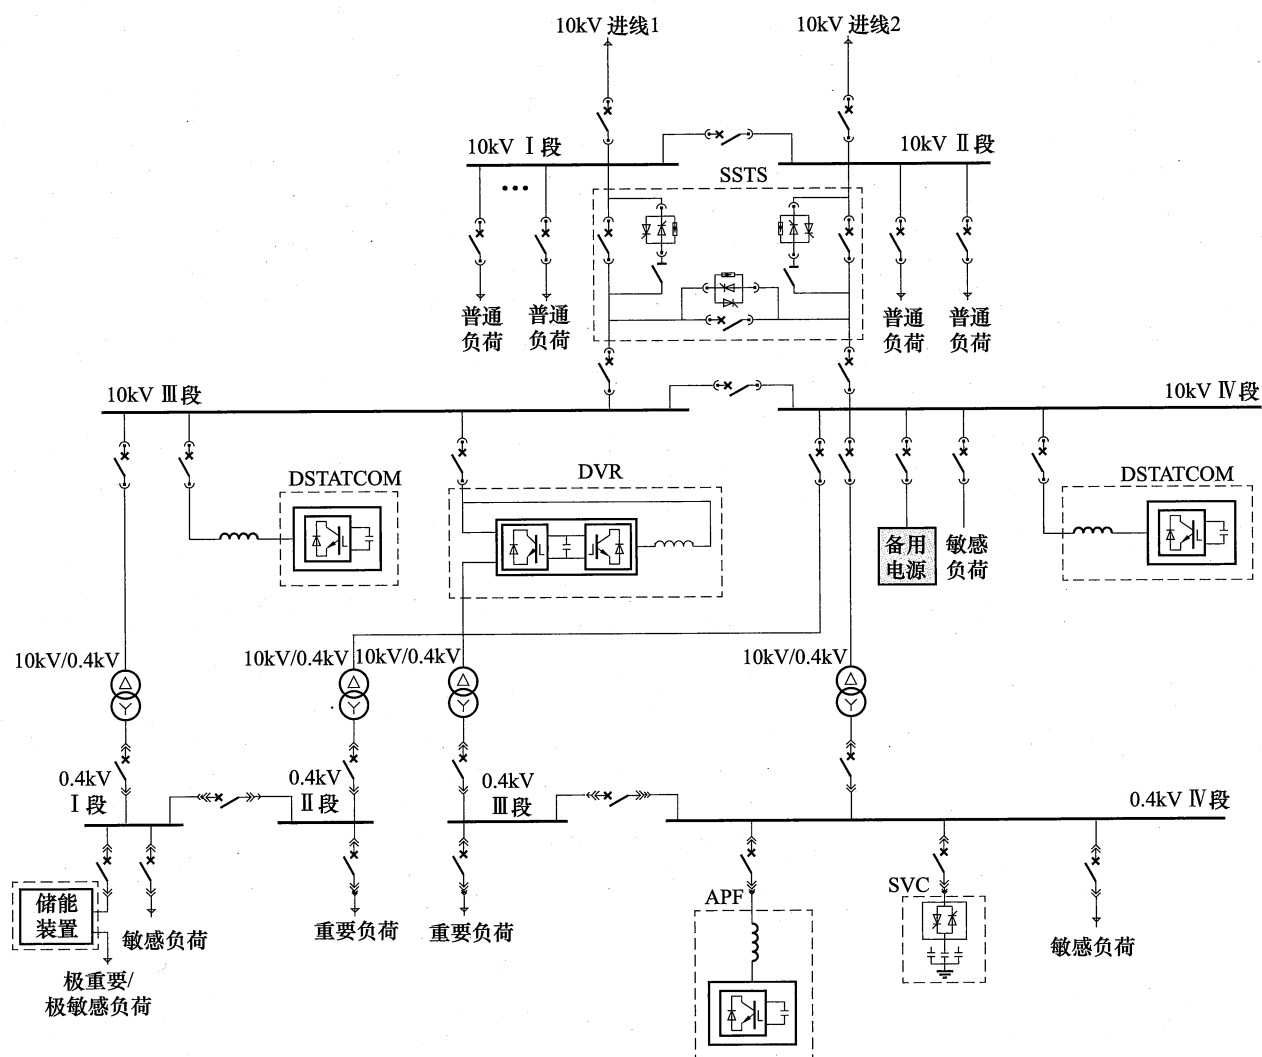 10kV 进线1
10kV 进线2
10kV Ⅰ段
10kV Ⅱ段
SSTS
普通
负荷
普通
负荷
普通
负荷
普通
负荷
10kV Ⅲ段
10kV Ⅳ段
DSTATCOM
DVR
DSTATCOM
备用
电源
敏感
负荷
10kV/0.4kV
10kV/0.4kV
10kV/0.4kV
10kV/0.4kV
0.4kV
Ⅰ段
0.4kV
Ⅱ段
0.4kV
Ⅲ段
0.4kV Ⅳ段
储能
装置
敏感负荷
重要负荷
重要负荷
APF
SVC
敏感负荷
极重要/
极敏感负荷